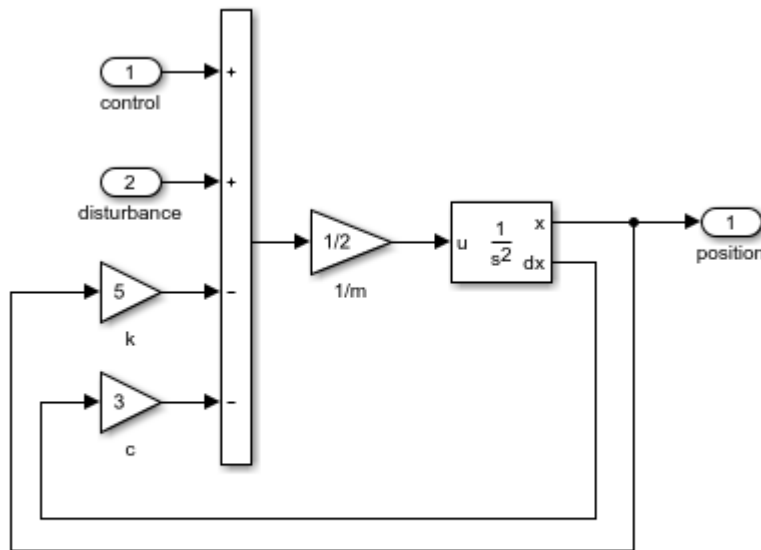 1
control
+
2
disturbance
+
5
k
−
3
c
−
1/2
1/m
u
1
s2
x
dx
1
position